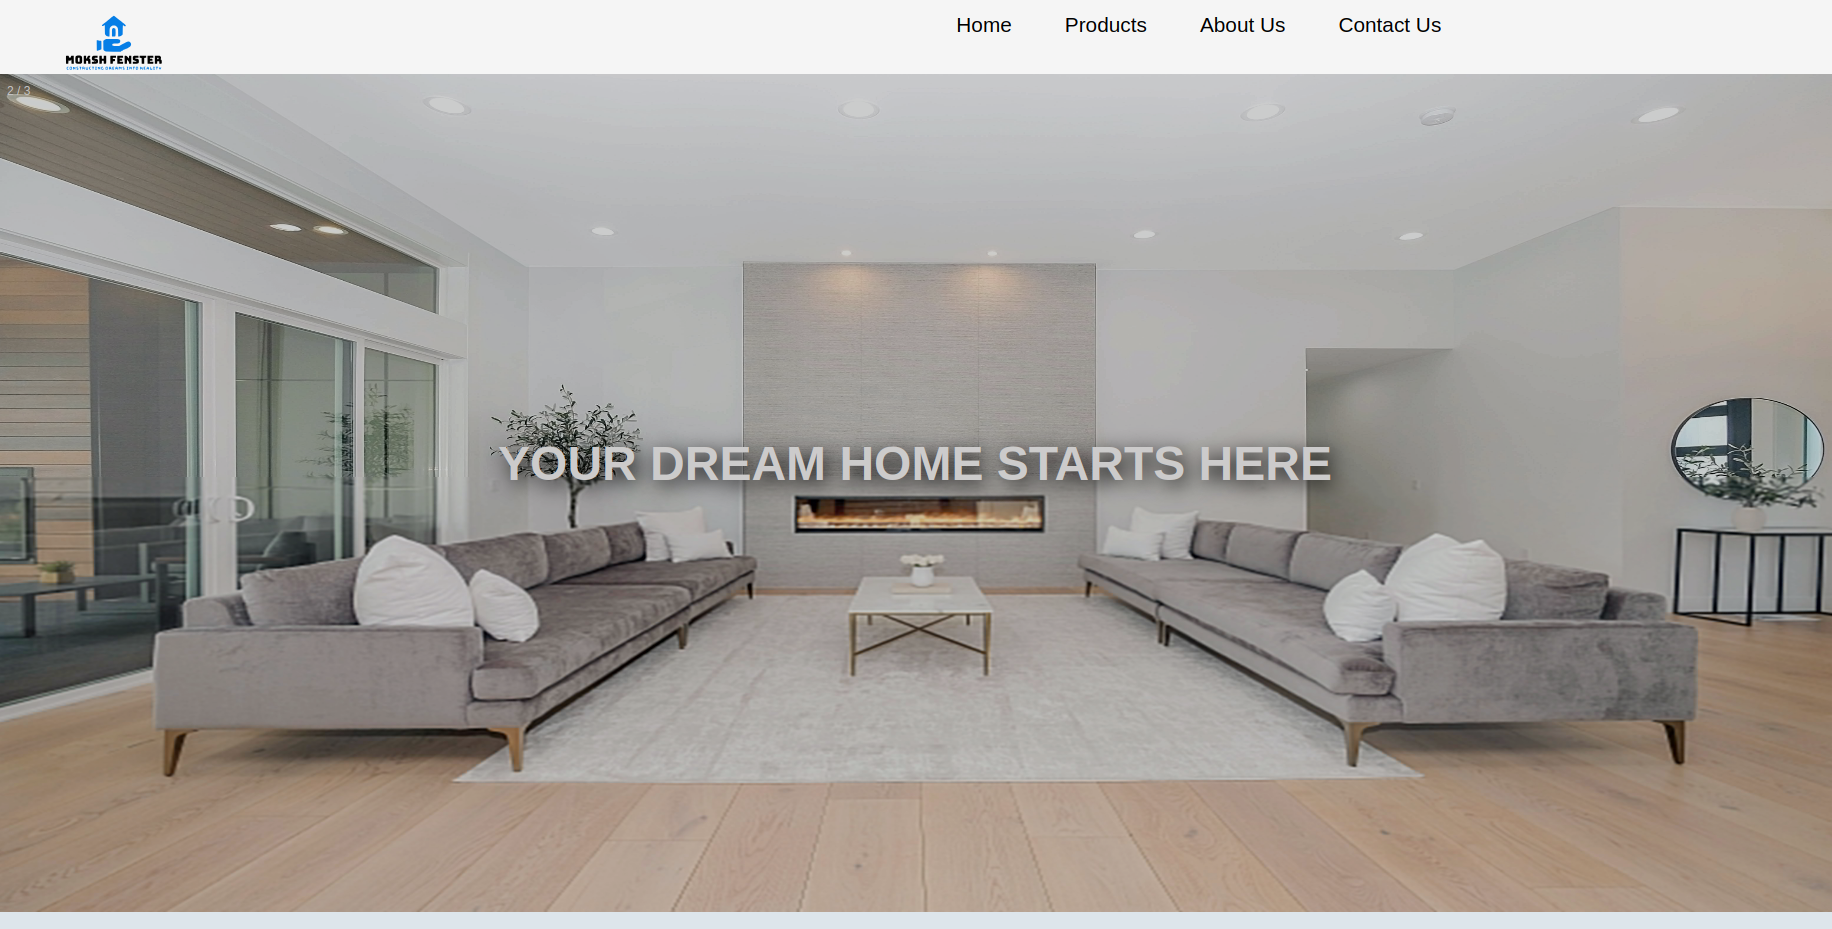 MOKSH FENSTER
CONSTRUCTING DREAMS INTO REALITY
Home
Products
About Us
Contact Us
2 / 3
YOUR DREAM HOME STARTS HERE